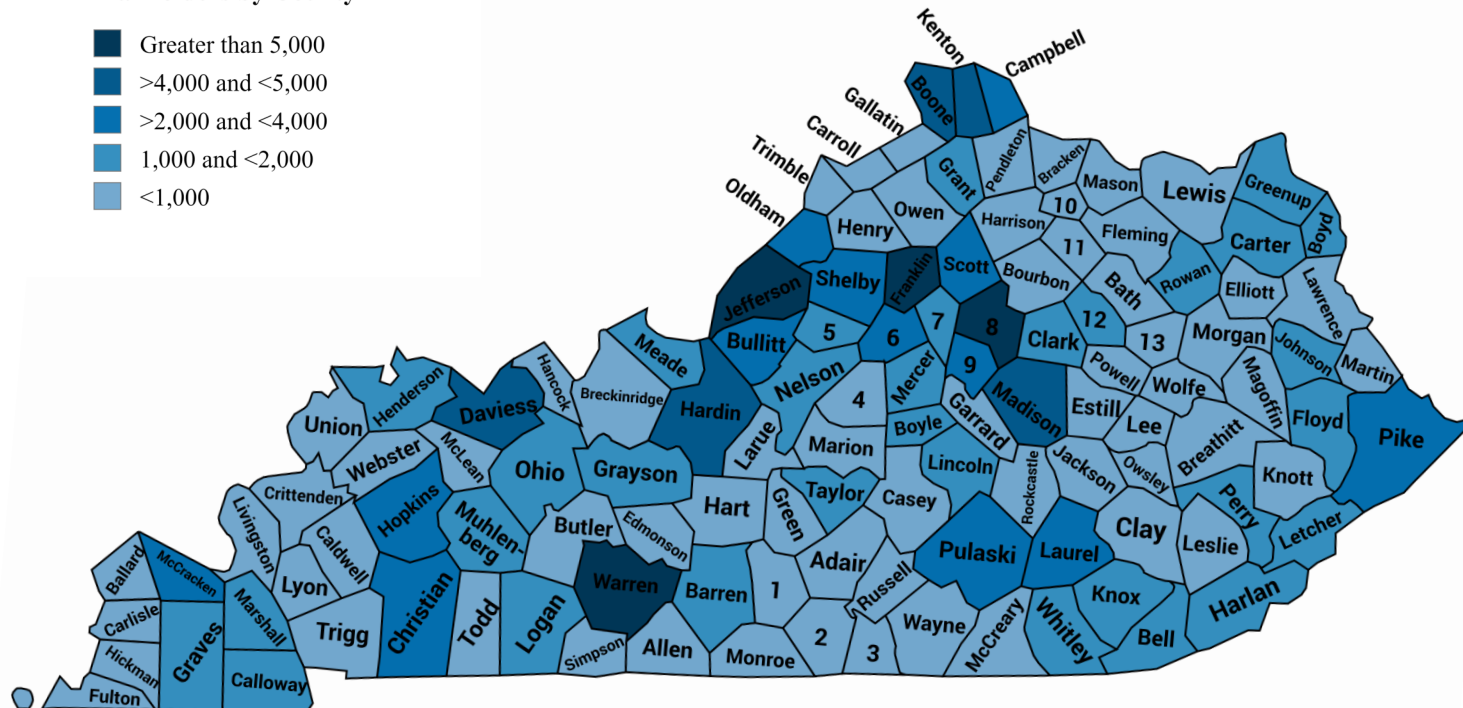 Greater than 5,000
>4,000 and <5,000
>2,000 and <4,000
1,000 and <2,000
<1,000
Kenton
Campbell
Boone
Gallatin
Carroll
Trimble
Oldham
Grant
Pendleton
Bracken
Mason
Lewis
Greenup
Boyd
Carter
Henry
Owen
Harrison
10
11
Fleming
Rowan
Elliott
Lawrence
Jefferson
Shelby
Franklin
Scott
Bourbon
Bath
Bullitt
5
6
7
8
Clark
12
13
Morgan
Johnson
Martin
Meade
Nelson
Mercer
9
Powell
Wolfe
Magoffin
Floyd
Pike
Henderson
Hancock
Breckinridge
Hardin
4
Garrard
Madison
Estill
Lee
Breathitt
Union
Daviess
Larue
Marion
Boyle
Lincoln
Rockcastle
Jackson
Owsley
Knott
Webster
McLean
Ohio
Grayson
Hart
Green
Taylor
Casey
Perry
Letcher
Crittenden
Livingston
Hopkins
Muhlen-
berg
Butler
Edmonson
Adair
Pulaski
Laurel
Clay
Leslie
Caldwell
Lyon
Warren
Barren
1
Russell
Knox
Harlan
Ballard
McCracken
Carlisle
Graves
Marshall
Trigg
Christian
Todd
Logan
Simpson
Allen
Monroe
2
3
Wayne
McCreary
Whitley
Bell
Hickman
Fulton
Calloway